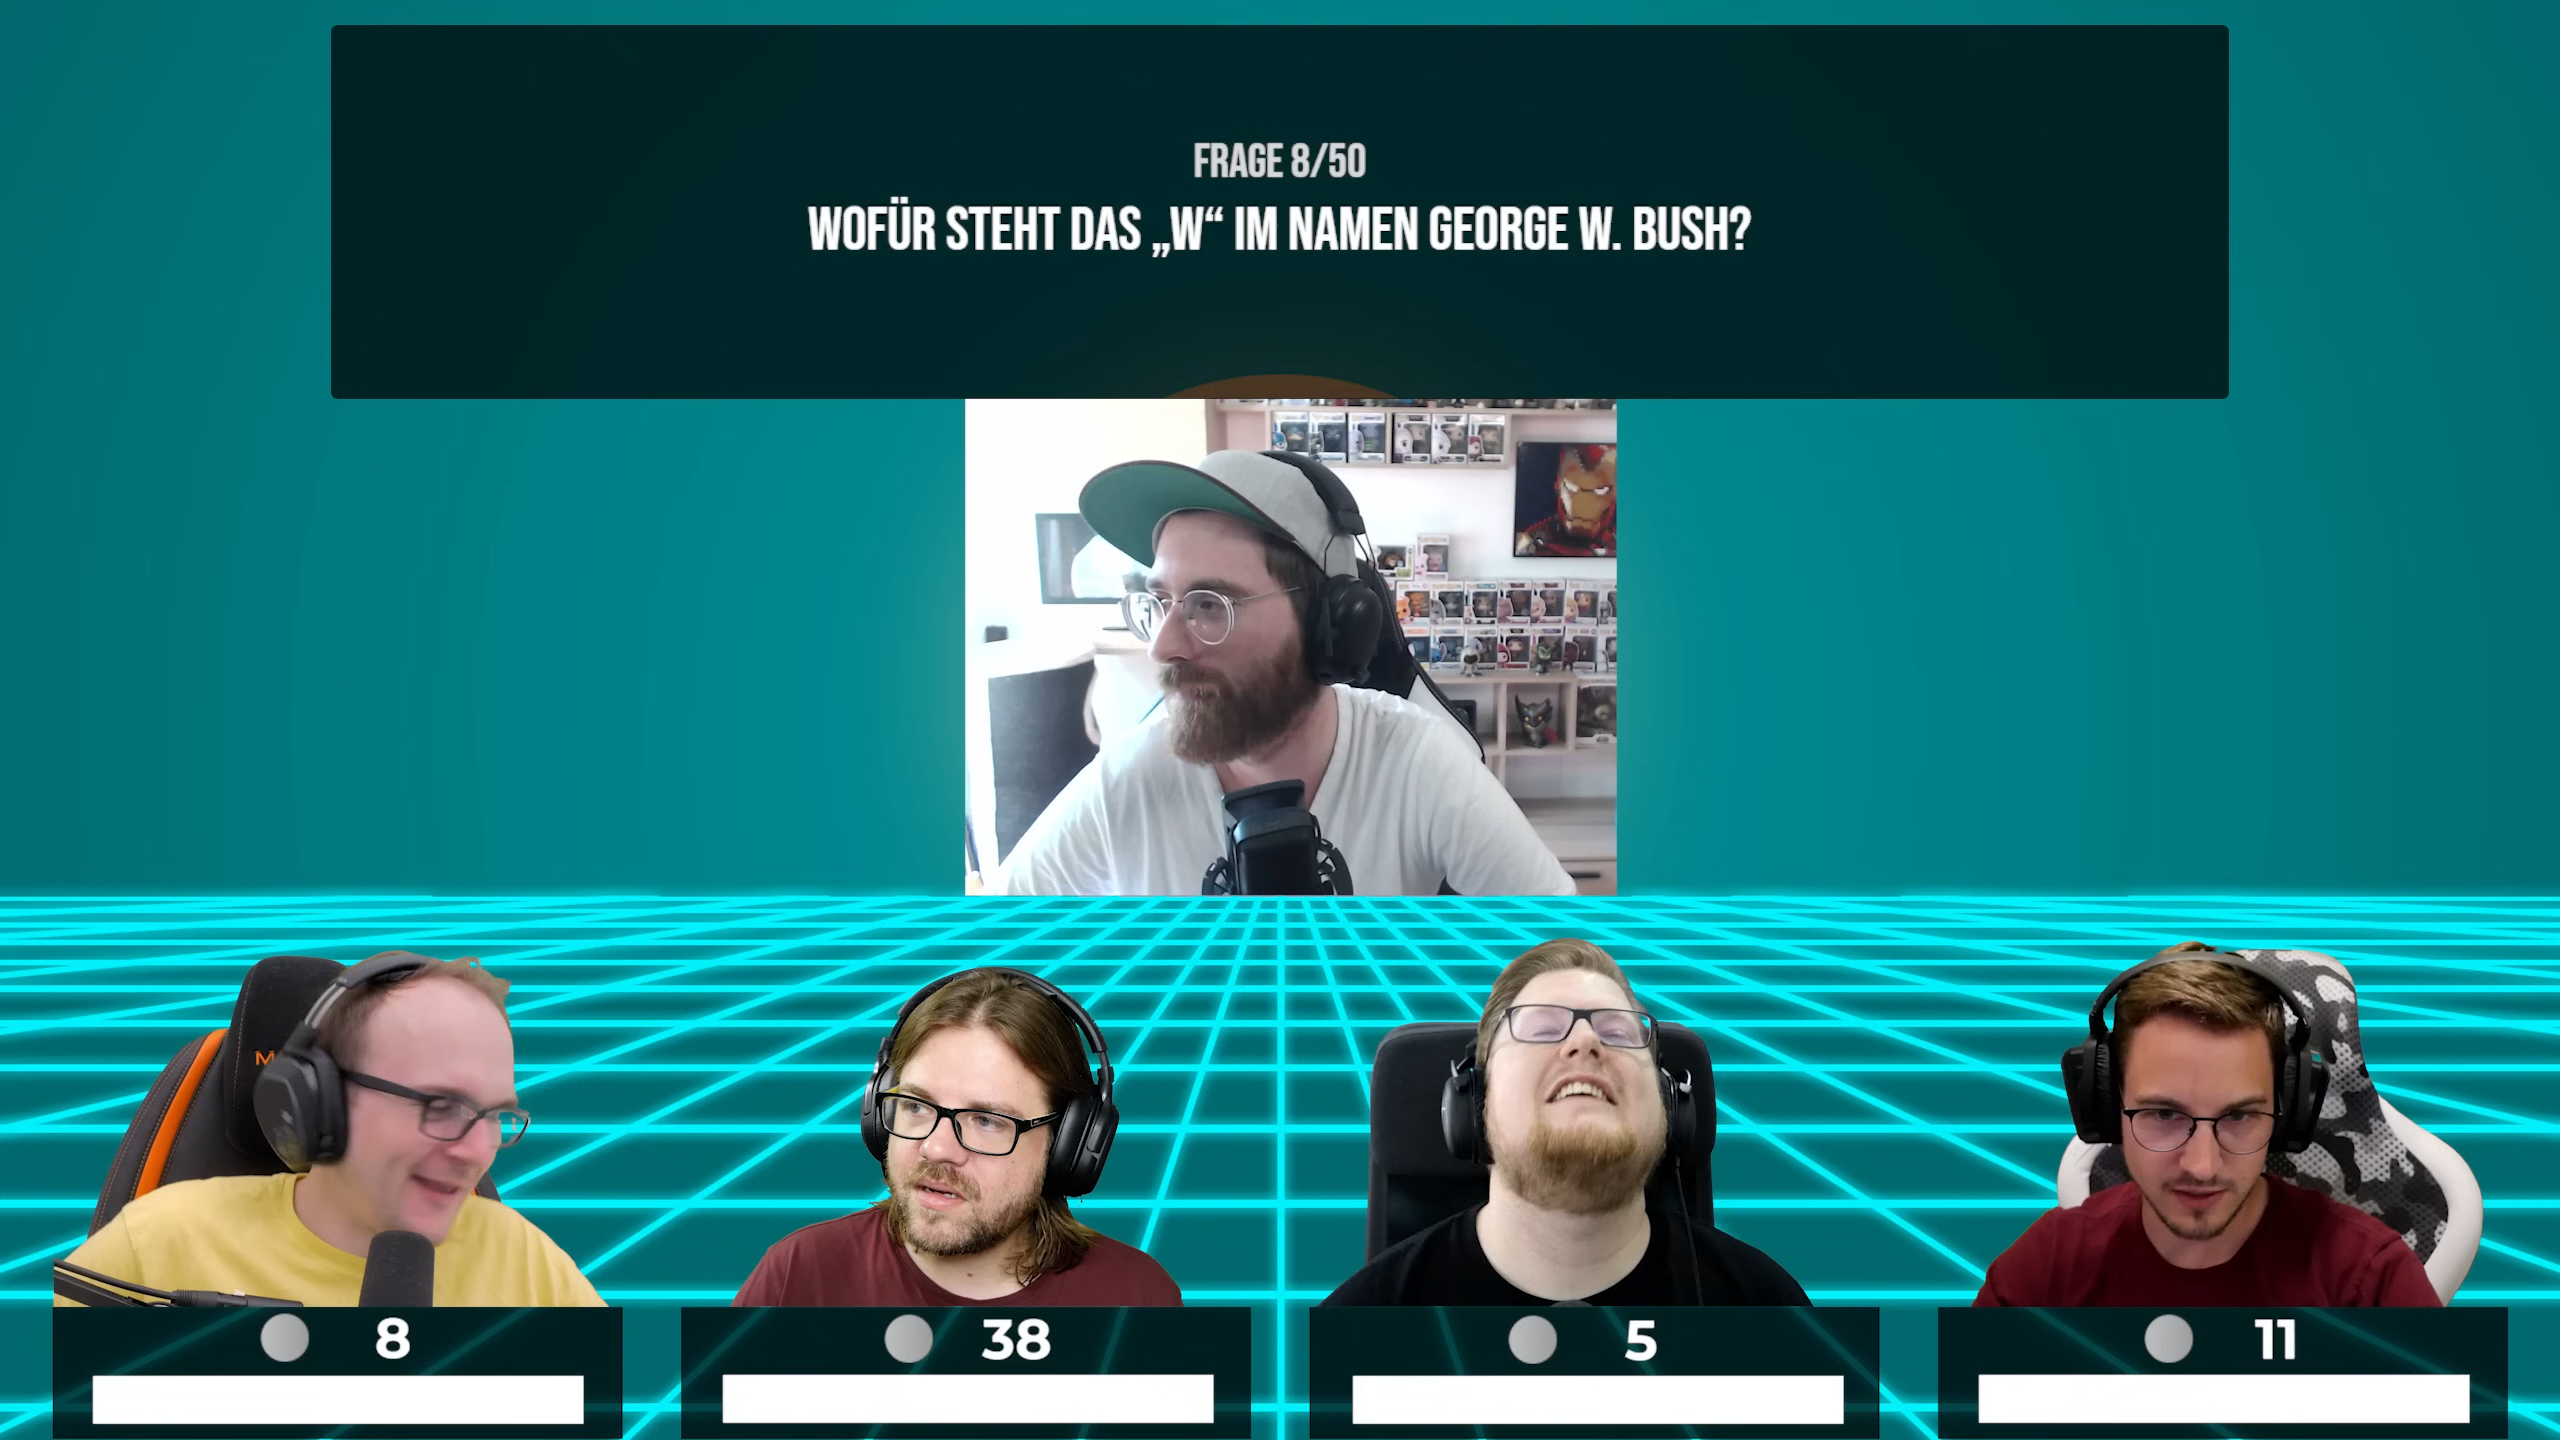 FRAGE 8/50
WOFÜR STEHT DAS „W“ IM NAMEN GEORGE W. BUSH?
M
8
38
5
11